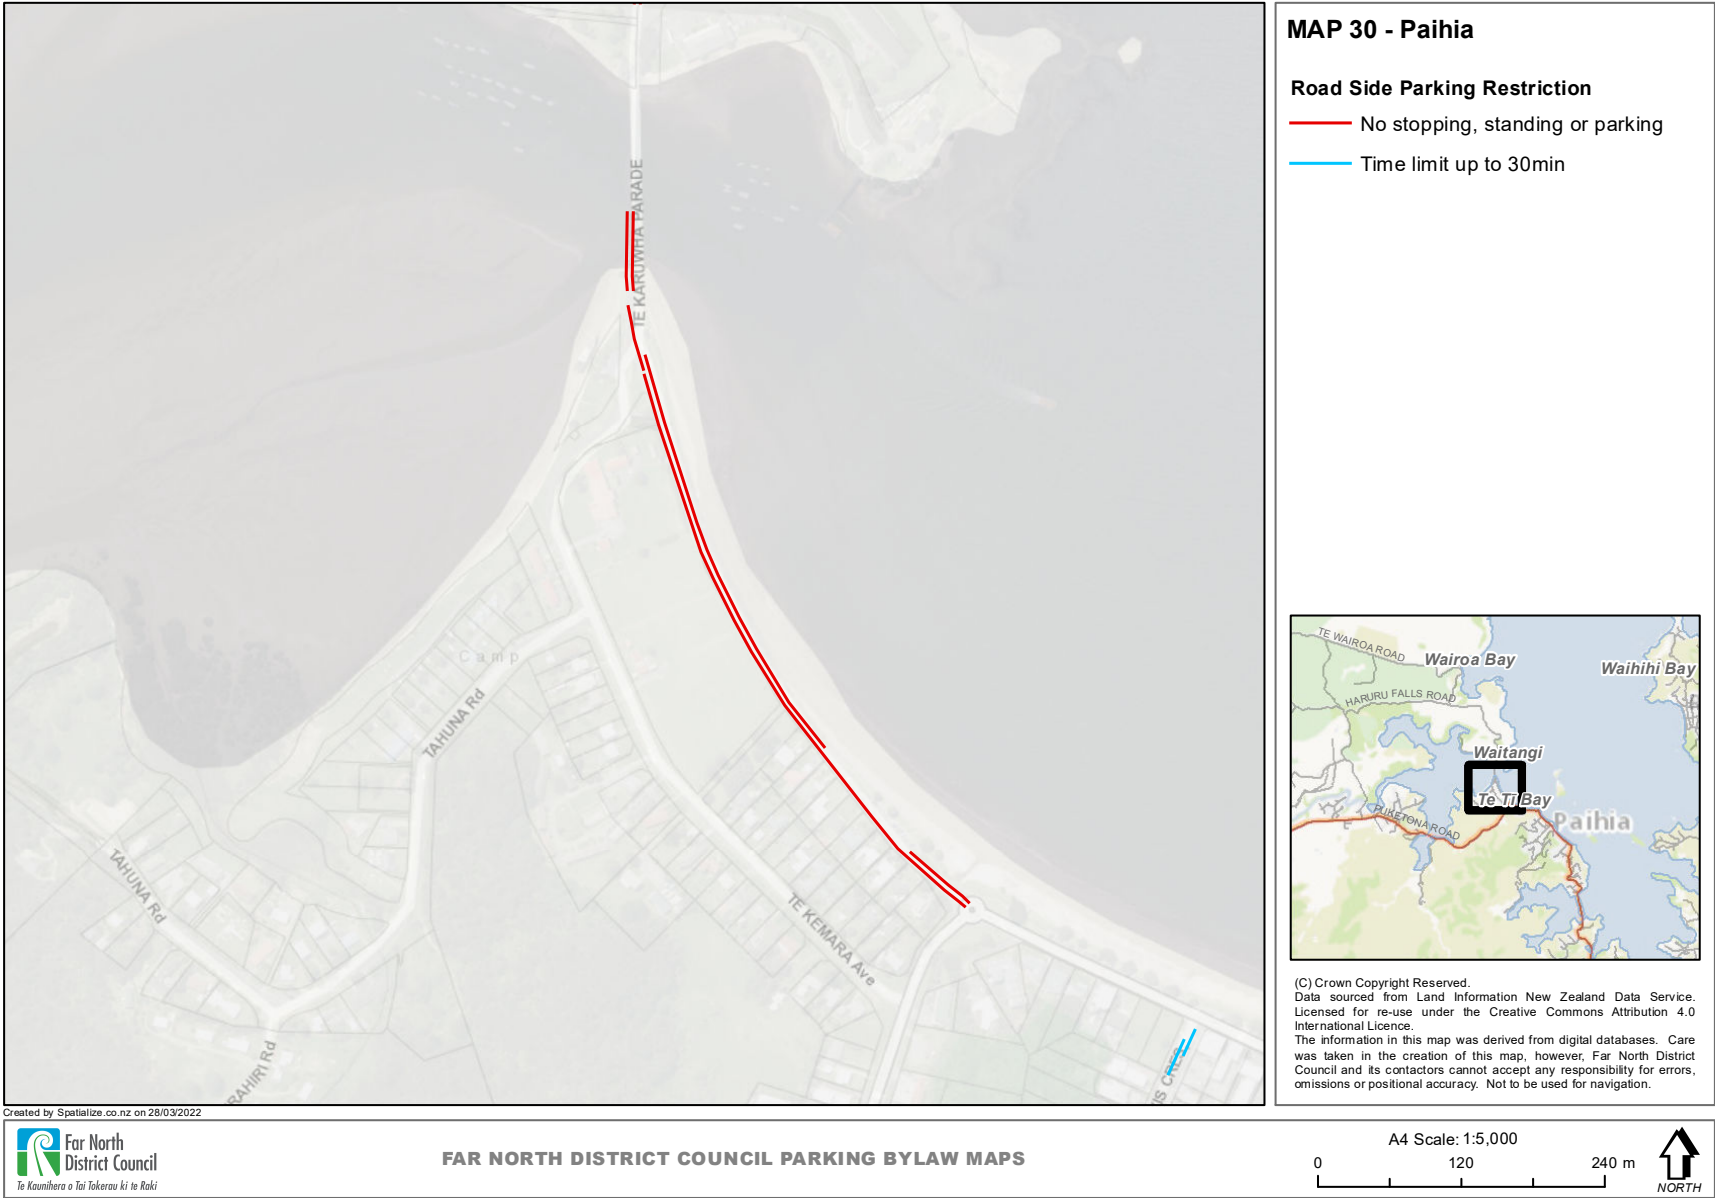 MAP 30 - Paihia
Road Side Parking Restriction
No stopping, standing or parking
Time limit up to 30min
TE KARUWHA PARADE
Camp
TAHUNA Rd
TAHUNA Rd
TE KEMARA Ave
RAHIRI Rd
IS CRES
TE WAIROA ROAD
Wairoa Bay
Waihihi Bay
HARURU FALLS ROAD
Waitangi
Te Ti Bay
PUKETONA ROAD
Paihia
(C) Crown Copyright Reserved.
Data sourced from Land Information New Zealand Data Service.
Licensed for re-use under the Creative Commons Attribution 4.0
International Licence.
The information in this map was derived from digital databases. Care
was taken in the creation of this map, however, Far North District
Council and its contactors cannot accept any responsibility for errors,
omissions or positional accuracy. Not to be used for navigation.
Created by Spatialize.co.nz on 28/03/2022
Far North
District Council
Te Kaunihera o Tai Tokerau ki te Raki
FAR NORTH DISTRICT COUNCIL PARKING BYLAW MAPS
A4 Scale: 1:5,000
0 120 240 m
NORTH